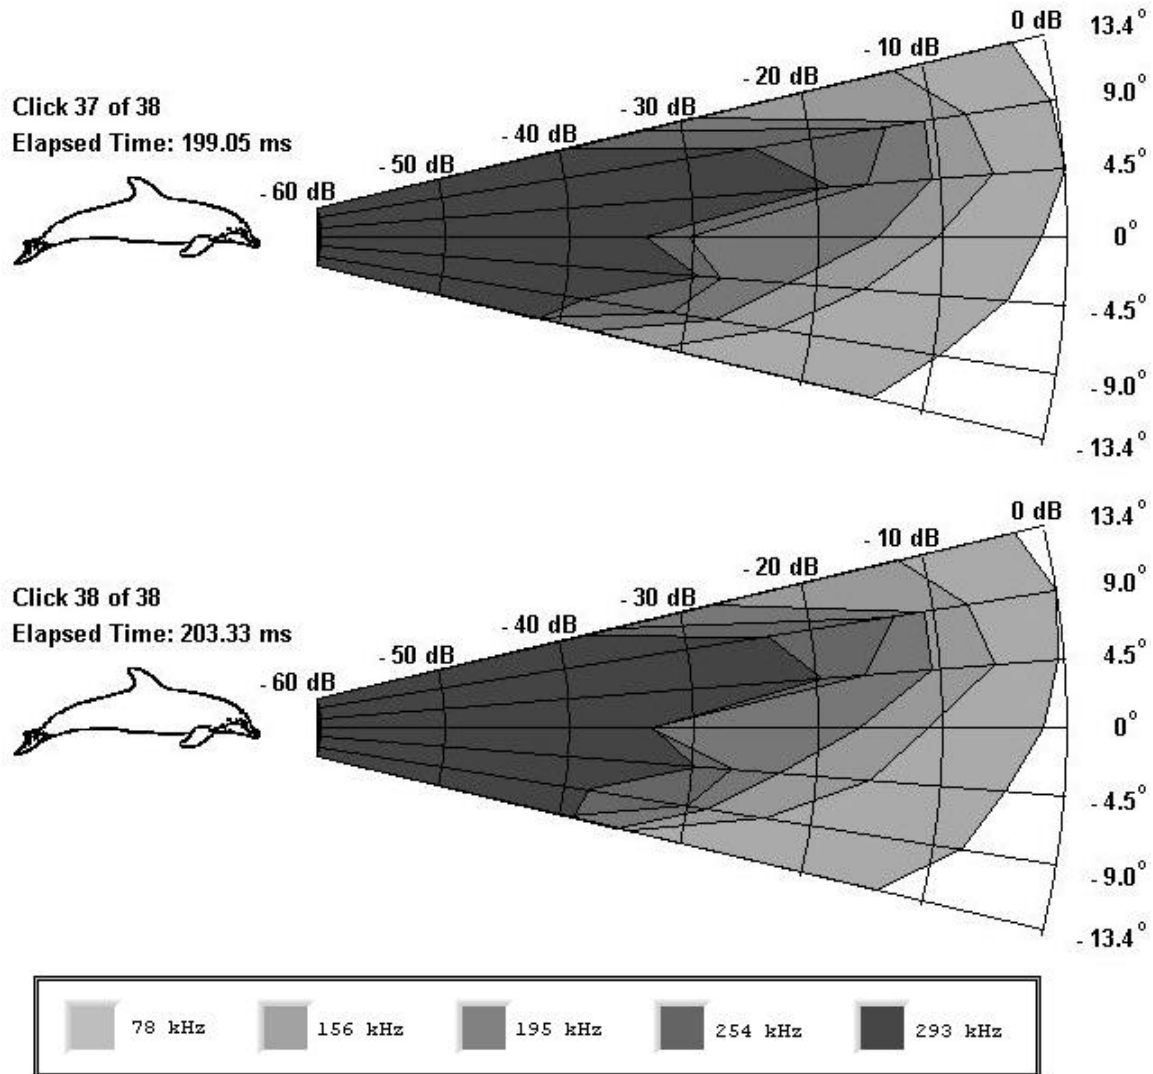 0 dB
13.4°
- 10 dB
- 20 dB
9.0°
Click 37 of 38
- 30 dB
Elapsed Time: 199.05 ms
- 40 dB
- 50 dB
4.5°
- 60 dB
0°
- 4.5°
- 9.0°
- 13.4°
0 dB
13.4°
- 10 dB
- 20 dB
9.0°
Click 38 of 38
- 30 dB
Elapsed Time: 203.33 ms
- 40 dB
- 50 dB
4.5°
- 60 dB
0°
- 4.5°
- 9.0°
- 13.4°
78 kHz 156 kHz 195 kHz 254 kHz 293 kHz